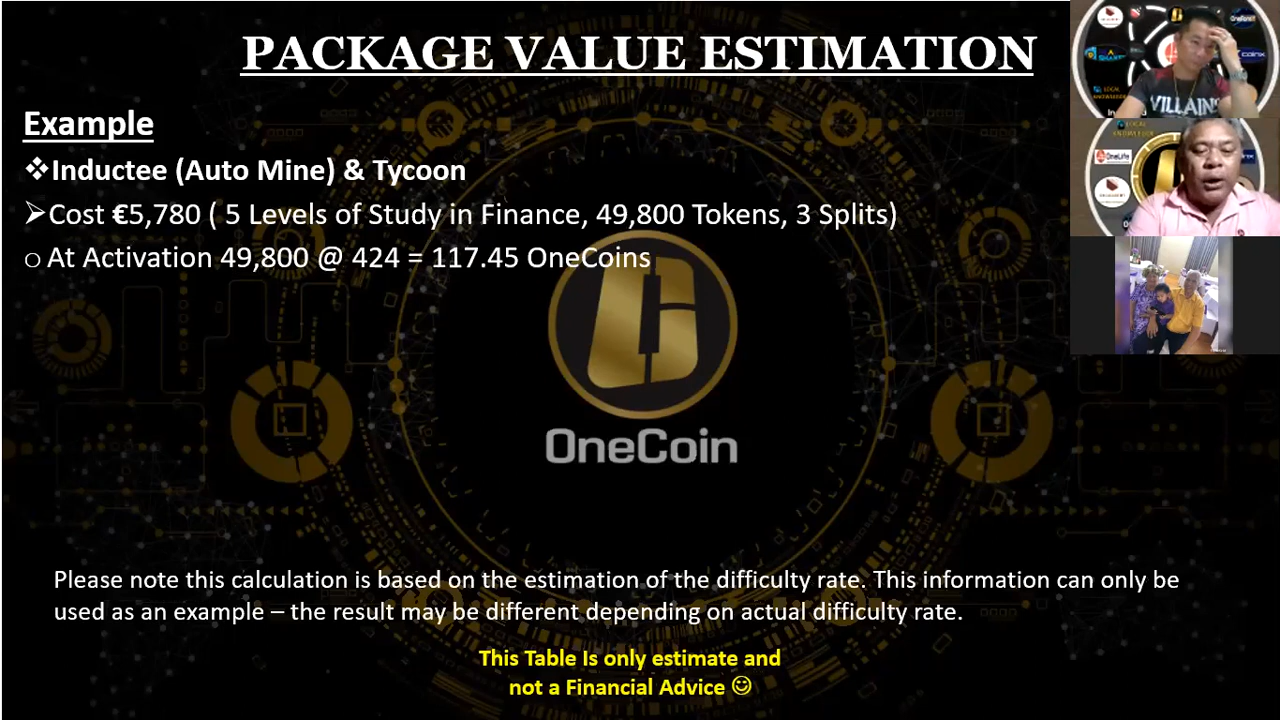 PACKAGE VALUE ESTIMATION
Example
❖Inductee (Auto Mine) & Tycoon
➢Cost €5,780 ( 5 Levels of Study in Finance, 49,800 Tokens, 3 Splits)
o At Activation 49,800 @ 424 = 117.45 OneCoins
OneCoin
Please note this calculation is based on the estimation of the difficulty rate. This information can only be
used as an example – the result may be different depending on actual difficulty rate.
This Table Is only estimate and
not a Financial Advice ☺
VILLAINS
OneLife